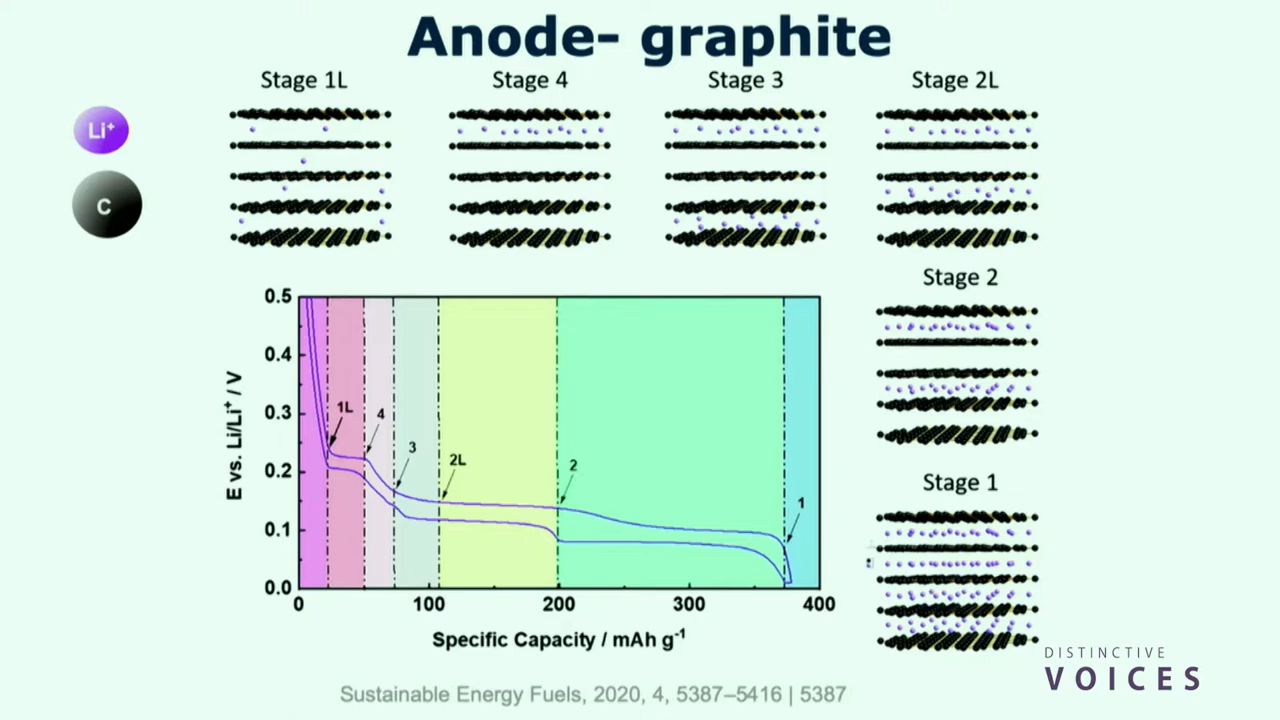 Anode- graphite
Stage 1L
Stage 4
Stage 3
Stage 2L
Li⁺
C
Stage 2
Stage 1
0.5
0.4
0.3
0.2
0.1
0.0
E vs. Li/Li⁺ / V
1L
4
3
2L
2
1
0
100
200
300
400
Specific Capacity / mAh g⁻¹
Sustainable Energy Fuels, 2020, 4, 5387–5416 | 5387
DISTINCTIVE
VOICES